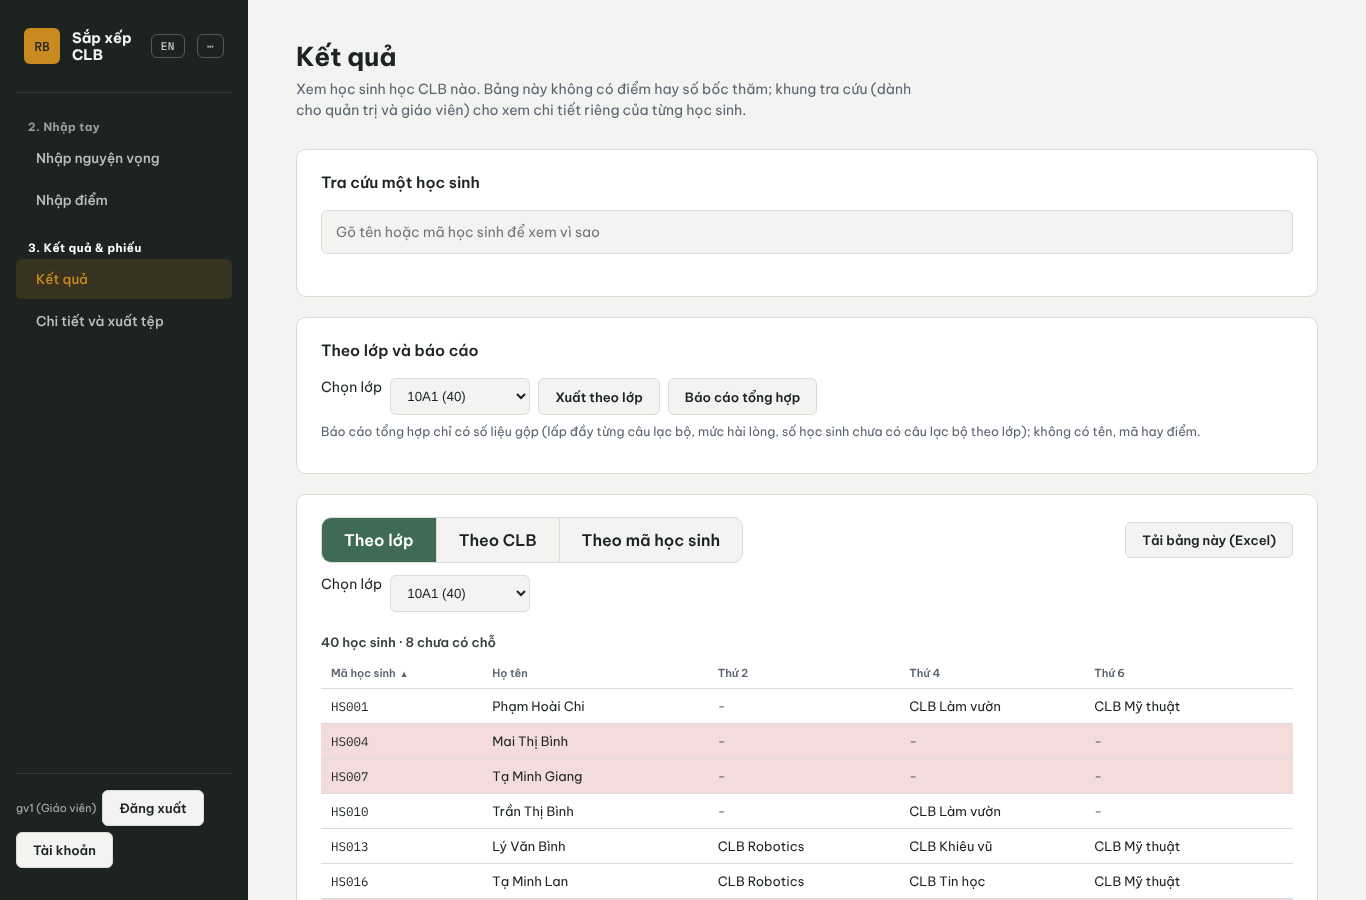 RB
Sắp xếp
CLB
EN
⋯
2. Nhập tay
Nhập nguyện vọng
Nhập điểm
3. Kết quả & phiếu
Kết quả
Chi tiết và xuất tệp
gv1 (Giáo viên)
Đăng xuất
Tài khoản
Kết quả
Xem học sinh học CLB nào. Bảng này không có điểm hay số bốc thăm; khung tra cứu (dành
cho quản trị và giáo viên) cho xem chi tiết riêng của từng học sinh.
Tra cứu một học sinh
Gõ tên hoặc mã học sinh để xem vì sao
Theo lớp và báo cáo
Chọn lớp 10A1 (40) Xuất theo lớp Báo cáo tổng hợp
Báo cáo tổng hợp chỉ có số liệu gộp (lấp đầy từng câu lạc bộ, mức hài lòng, số học sinh chưa có câu lạc bộ theo lớp); không có tên, mã hay điểm.
Theo lớp Theo CLB Theo mã học sinh Tải bảng này (Excel)
Chọn lớp 10A1 (40)
40 học sinh · 8 chưa có chỗ
Mã học sinh ▲ Họ tên Thứ 2 Thứ 4 Thứ 6
HS001 Phạm Hoài Chi - CLB Làm vườn CLB Mỹ thuật
HS004 Mai Thị Bình - - -
HS007 Tạ Minh Giang - - -
HS010 Trần Thị Bình - CLB Làm vườn -
HS013 Lý Văn Bình CLB Robotics CLB Khiêu vũ CLB Mỹ thuật
HS016 Tạ Minh Lan CLB Robotics CLB Tin học CLB Mỹ thuật